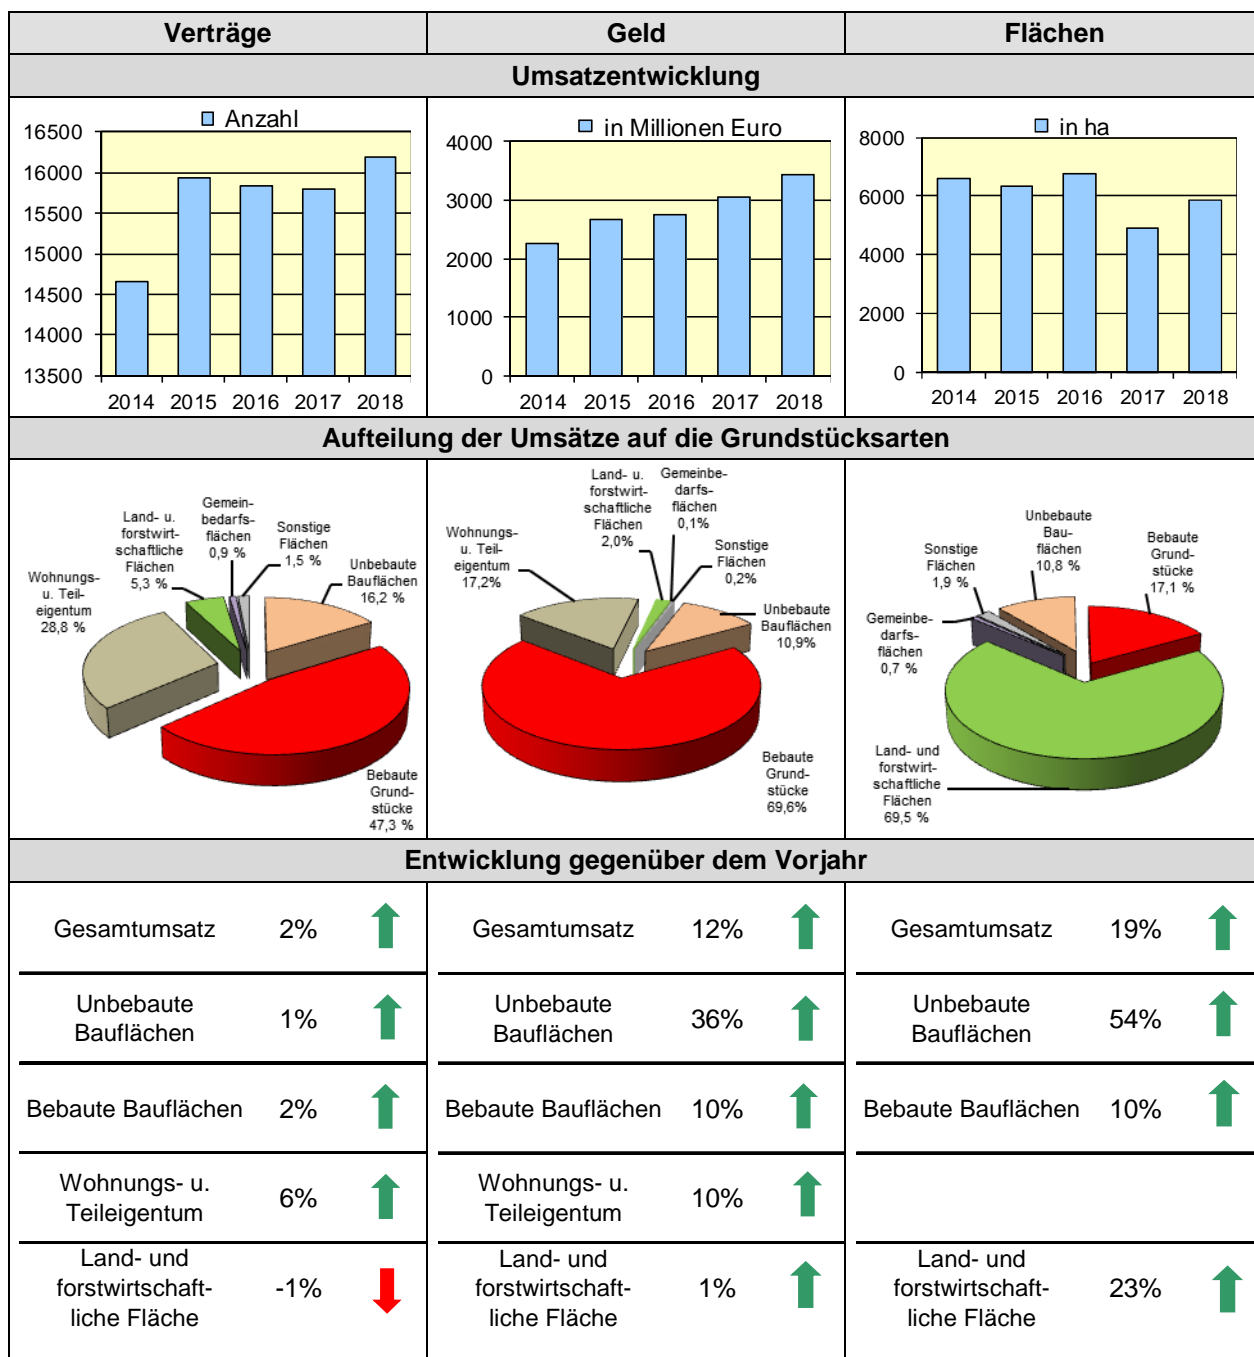 Verträge
Geld
Flächen
Umsatzentwicklung
Anzahl
16500
16000
15500
15000
14500
14000
13500
2014 2015 2016 2017 2018
in Millionen Euro
4000
3000
2000
1000
0
2014 2015 2016 2017 2018
in ha
8000
6000
4000
2000
0
2014 2015 2016 2017 2018
Aufteilung der Umsätze auf die Grundstücksarten
Wohnungs-
u. Teil-
eigentum
28,8 %
Land- u.
forstwirt-
schaftliche
Flächen
5,3 %
Gemein-
bedarfs-
flächen
0,9 %
Sonstige
Flächen
1,5 %
Unbebaute
Bauflächen
16,2 %
Bebaute
Grund-
stücke
47,3 %
Wohnungs-
u. Teil-
eigentum
17,2%
Land- u.
forstwirt-
schaftliche
Flächen
2,0%
Gemeinbe-
darfs-
flächen
0,1%
Sonstige
Flächen
0,2%
Unbebaute
Bauflächen
10,9%
Bebaute
Grund-
stücke
69,6%
Gemeinbe-
darfs-
flächen
0,7 %
Sonstige
Flächen
1,9 %
Unbebaute
Bau-
flächen
10,8 %
Bebaute
Grund-
stücke
17,1 %
Land- und
forstwirt-
schaftliche
Flächen
69,5 %
Entwicklung gegenüber dem Vorjahr
Gesamtumsatz 2%
Unbebaute
Bauflächen 1%
Bebaute Bauflächen 2%
Wohnungs- u.
Teileigentum 6%
Land- und
forstwirtschaft- -1%
liche Fläche
Gesamtumsatz 12%
Unbebaute
Bauflächen 36%
Bebaute Bauflächen 10%
Wohnungs- u.
Teileigentum 10%
Land- und
forstwirtschaft- 1%
liche Fläche
Gesamtumsatz 19%
Unbebaute
Bauflächen 54%
Bebaute Bauflächen 10%
Land- und
forstwirtschaft- 23%
liche Fläche